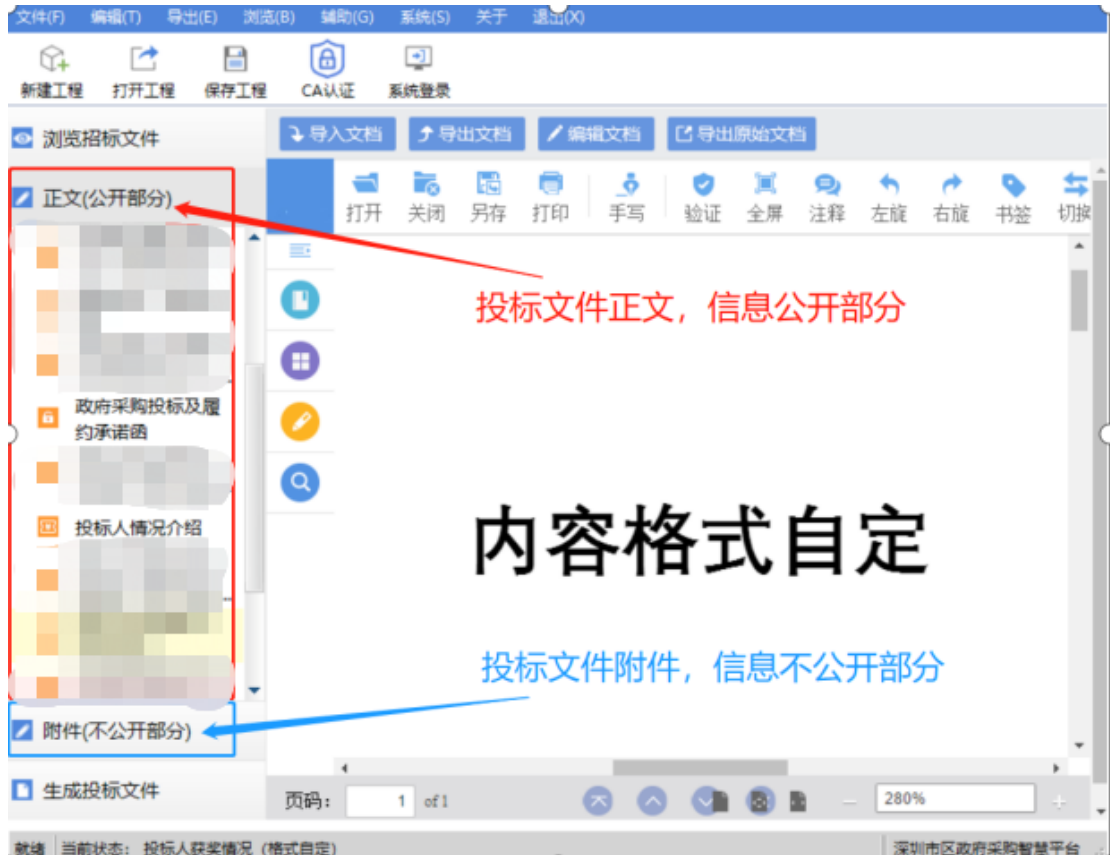 文件(F) 编辑(T) 导出(E) 浏览(B) 辅助(G) 系统(S) 关于 退出(X)
新建工程 打开工程 保存工程 CA认证 系统登录
浏览招标文件
导入文档 导出文档 编辑文档 导出原始文档
正文(公开部分)
打开 关闭 另存 打印 手写 验证 全屏 注释 左旋 右旋 书签 切换
投标文件正文，信息公开部分
政府采购投标及履
约承诺函
投标人情况介绍
内容格式自定
投标文件附件，信息不公开部分
附件(不公开部分)
生成投标文件
页码： 1 of 1 280%
就绪 当前状态： 投标人获奖情况（格式自定） 深圳市区政府采购智慧平台